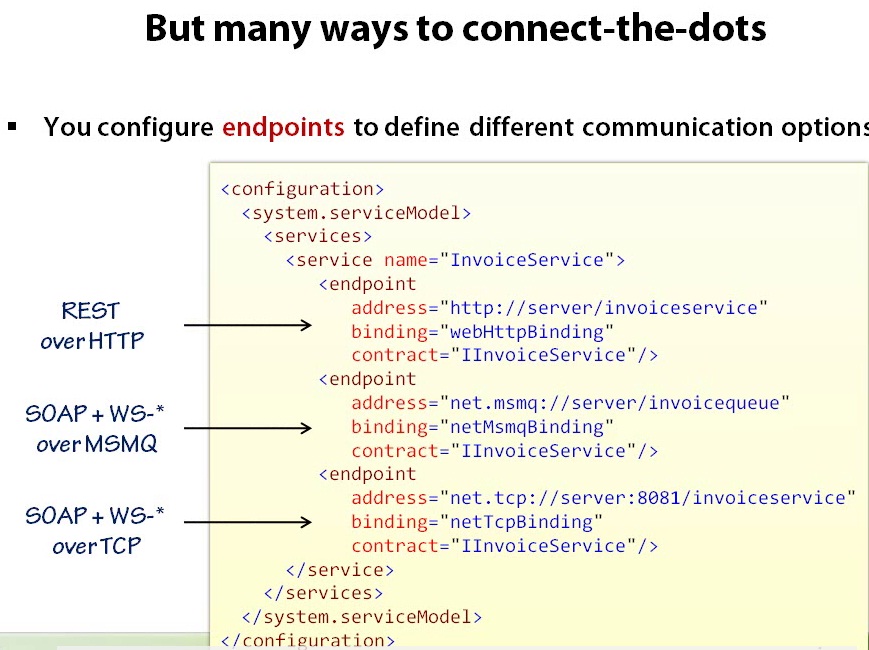 But many ways to connect-the-dots
▪ You configure endpoints to define different communication options
<configuration>
<system.serviceModel>
<services>
<service name="InvoiceService">
<endpoint
address="http://server/invoiceservice"
binding="webHttpBinding"
contract="IInvoiceService"/>
<endpoint
address="net.msmq://server/invoicequeue"
binding="netMsmqBinding"
contract="IInvoiceService"/>
<endpoint
address="net.tcp://server:8081/invoiceservice"
binding="netTcpBinding"
contract="IInvoiceService"/>
</service>
</services>
</system.serviceModel>
</configuration>
REST
over HTTP
SOAP + WS-*
over MSMQ
SOAP + WS-*
over TCP